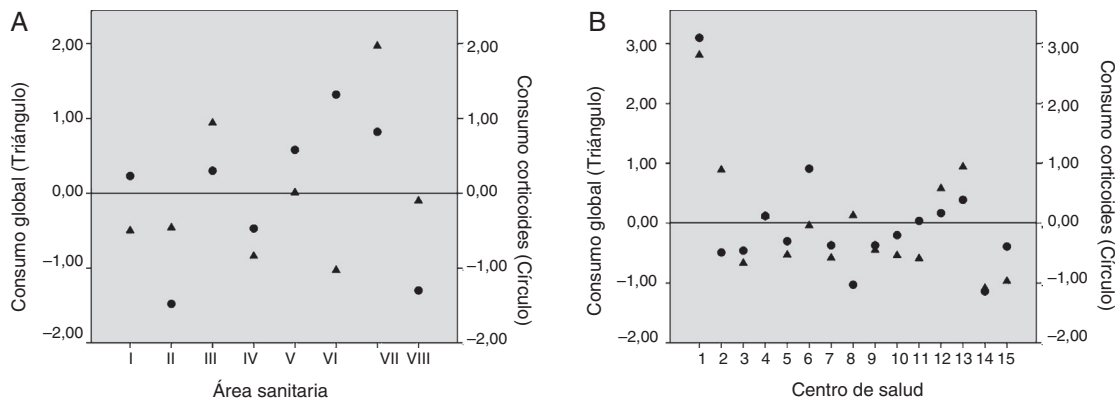 A
Consumo global (Triángulo)
2,00
1,00
0,00
–1,00
–2,00
2,00
1,00
0,00
–1,00
–2,00
Consumo corticoides (Círculo)
I II III IV V VI VII VIII
Área sanitaria
B
Consumo global (Triángulo)
3,00
2,00
1,00
0,00
–1,00
–2,00
3,00
2,00
1,00
0,00
–1,00
–2,00
Consumo corticoides (Círculo)
1 2 3 4 5 6 7 8 9 10 11 12 13 14 15
Centro de salud